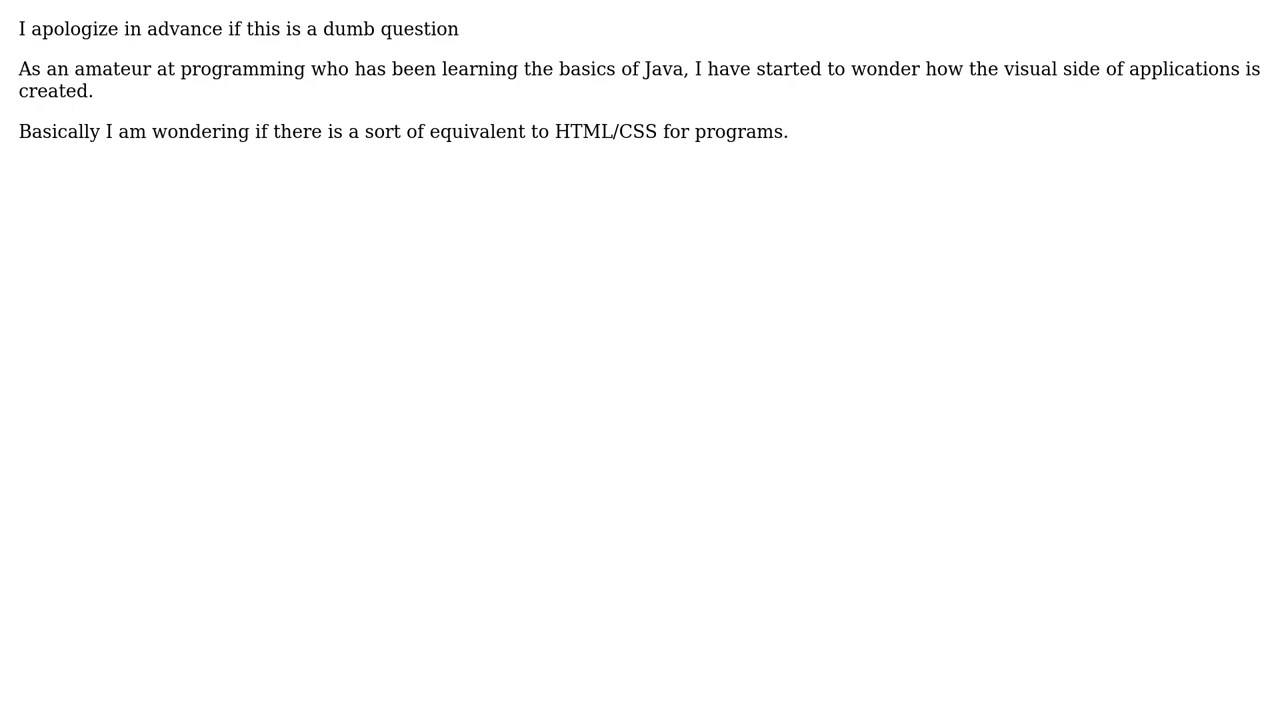 I apologize in advance if this is a dumb question
As an amateur at programming who has been learning the basics of Java, I have started to wonder how the visual side of applications is
created.
Basically I am wondering if there is a sort of equivalent to HTML/CSS for programs.